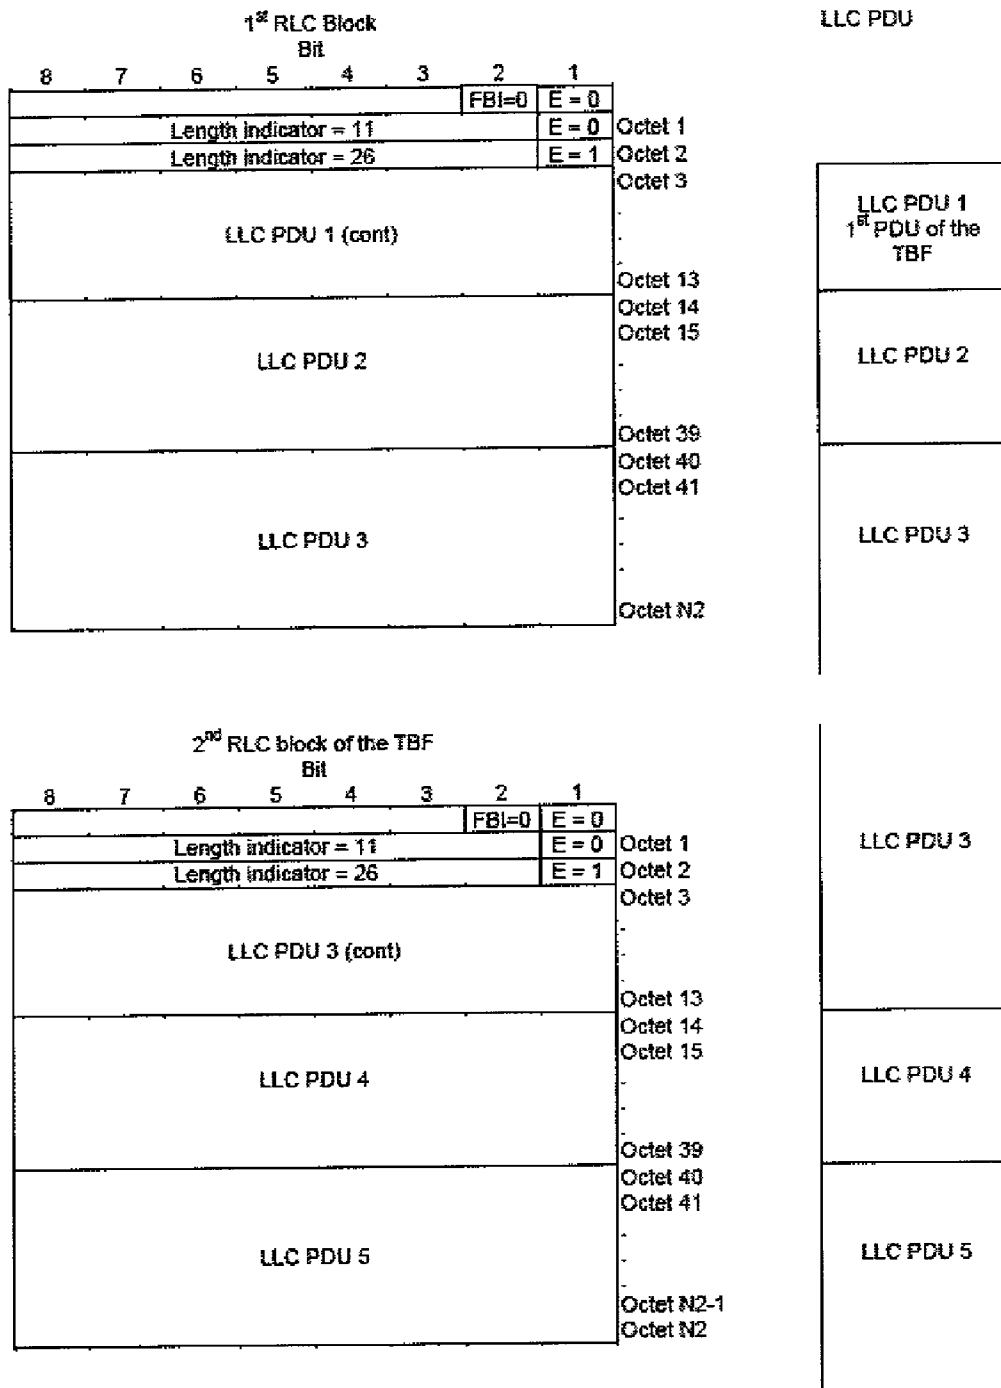 1st RLC Block
LLC PDU
Bit
8 7 6 5 4 3 2 1
FBI=0 E = 0
Length indicator = 11 E = 0 Octet 1
Length indicator = 26 E = 1 Octet 2
Octet 3
LLC PDU 1 (cont)
Octet 13
LLC PDU 1
1st PDU of the
TBF
Octet 14
Octet 15
LLC PDU 2
Octet 39
LLC PDU 2
Octet 40
Octet 41
LLC PDU 3
Octet N2
LLC PDU 3
2nd RLC block of the TBF
Bit
8 7 6 5 4 3 2 1
FBI=0 E = 0
Length indicator = 11 E = 0 Octet 1
Length indicator = 26 E = 1 Octet 2
Octet 3
LLC PDU 3 (cont)
Octet 13
LLC PDU 3
Octet 14
Octet 15
LLC PDU 4
Octet 39
LLC PDU 4
Octet 40
Octet 41
LLC PDU 5
Octet N2-1
Octet N2
LLC PDU 5